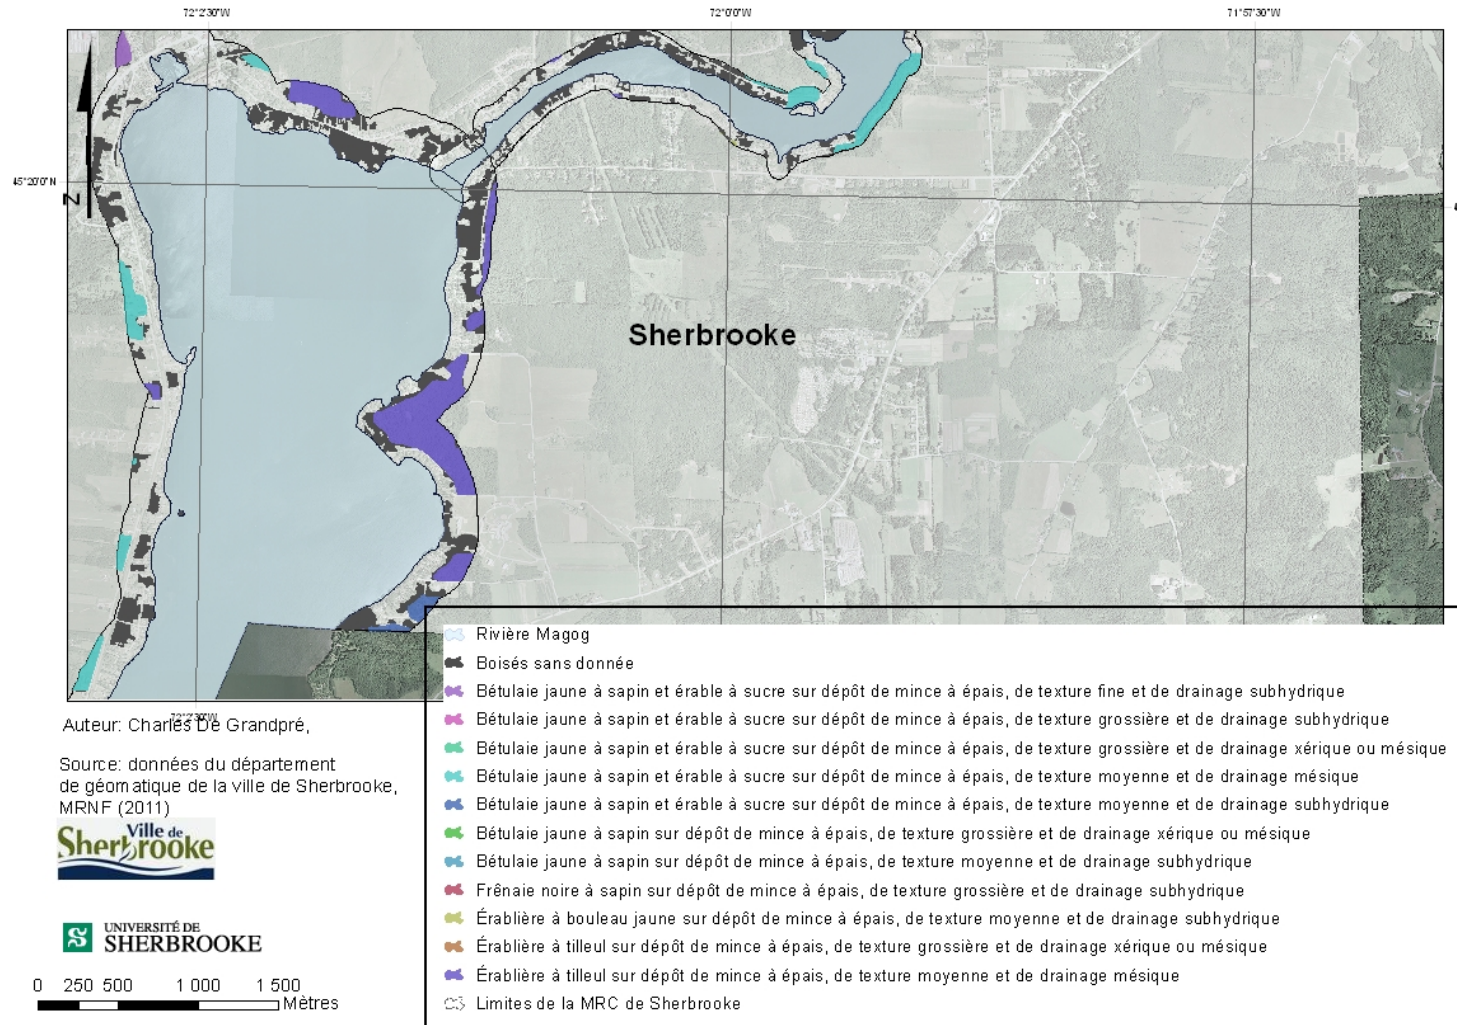 72°2'30"W
72°0'0"W
71°57'30"W
45°20'0"N
Z
Sherbrooke
72°2'30"W
Auteur: Charles De Grandpré,
Source: données du département
de géomatique de la ville de Sherbrooke,
MRNF (2011)
Ville de
Sherbrooke
UNIVERSITÉ DE
SHERBROOKE
0 250 500 1 000 1 500
Mètres
Rivière Magog
Boisés sans donnée
Bétulaie jaune à sapin et érable à sucre sur dépôt de mince à épais, de texture fine et de drainage subhydrique
Bétulaie jaune à sapin et érable à sucre sur dépôt de mince à épais, de texture grossière et de drainage subhydrique
Bétulaie jaune à sapin et érable à sucre sur dépôt de mince à épais, de texture grossière et de drainage xérique ou mésique
Bétulaie jaune à sapin et érable à sucre sur dépôt de mince à épais, de texture moyenne et de drainage mésique
Bétulaie jaune à sapin et érable à sucre sur dépôt de mince à épais, de texture moyenne et de drainage subhydrique
Bétulaie jaune à sapin sur dépôt de mince à épais, de texture grossière et de drainage xérique ou mésique
Bétulaie jaune à sapin sur dépôt de mince à épais, de texture moyenne et de drainage subhydrique
Frênaie noire à sapin sur dépôt de mince à épais, de texture grossière et de drainage subhydrique
Érablière à bouleau jaune sur dépôt de mince à épais, de texture moyenne et de drainage subhydrique
Érablière à tilleul sur dépôt de mince à épais, de texture grossière et de drainage xérique ou mésique
Érablière à tilleul sur dépôt de mince à épais, de texture moyenne et de drainage mésique
Limites de la MRC de Sherbrooke